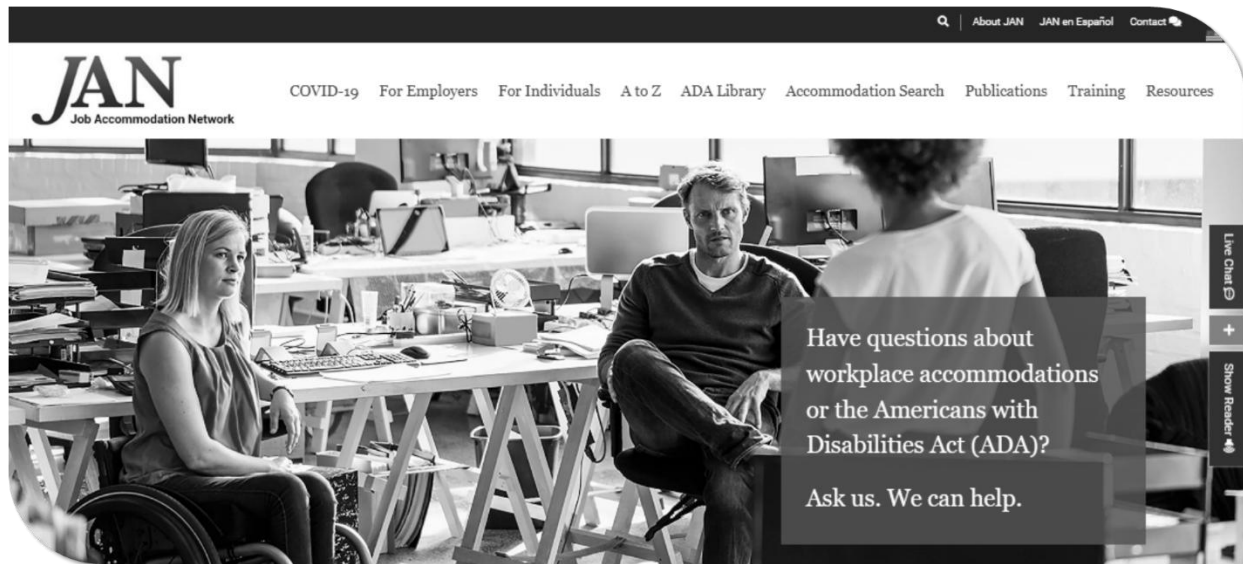 About JAN JAN en Español Contact
JAN
Job Accommodation Network
COVID-19 For Employers For Individuals A to Z ADA Library Accommodation Search Publications Training Resources
Live Chat
+
Show Reader
Have questions about
workplace accommodations
or the Americans with
Disabilities Act (ADA)?
Ask us. We can help.